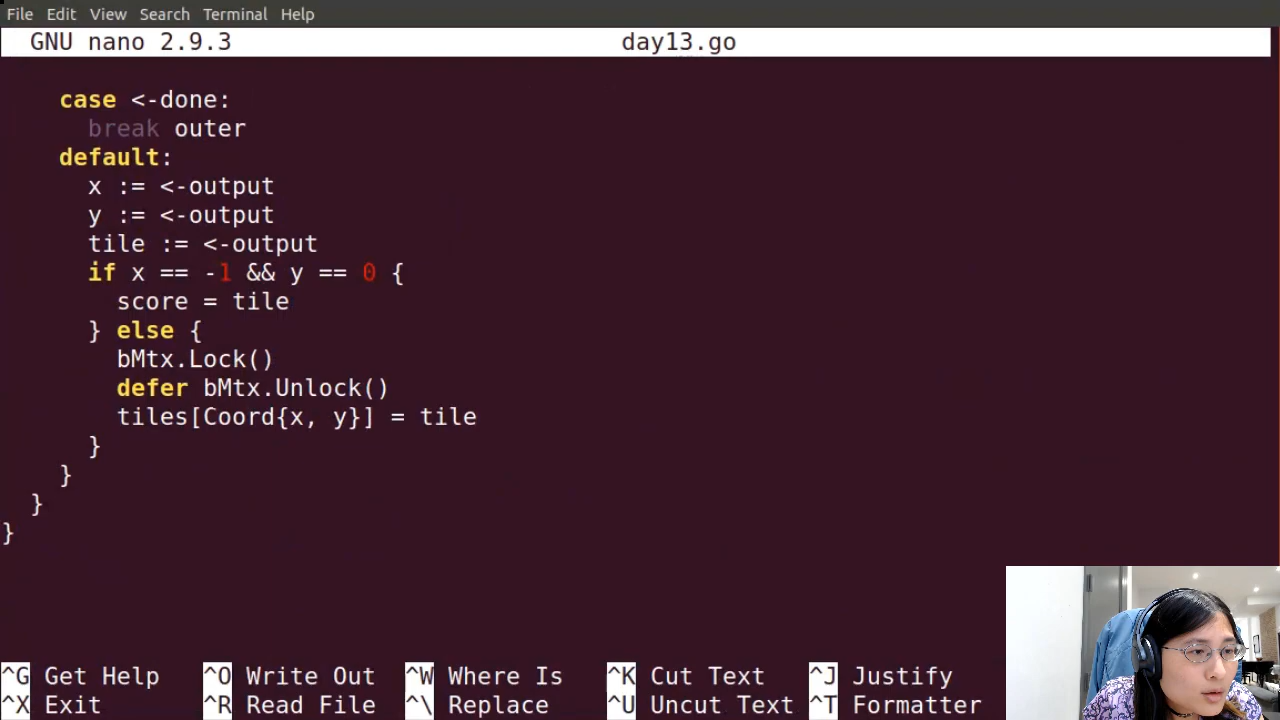 File Edit View Search Terminal Help
GNU nano 2.9.3 day13.go
case <-done:
break outer
default:
x := <-output
y := <-output
tile := <-output
if x == -1 && y == 0 {
score = tile
} else {
bMtx.Lock()
defer bMtx.Unlock()
tiles[Coord{x, y}] = tile
}
}
}
}
^G Get Help ^O Write Out ^W Where Is ^K Cut Text ^J Justify
^X Exit ^R Read File ^\ Replace ^U Uncut Text ^T Formatter